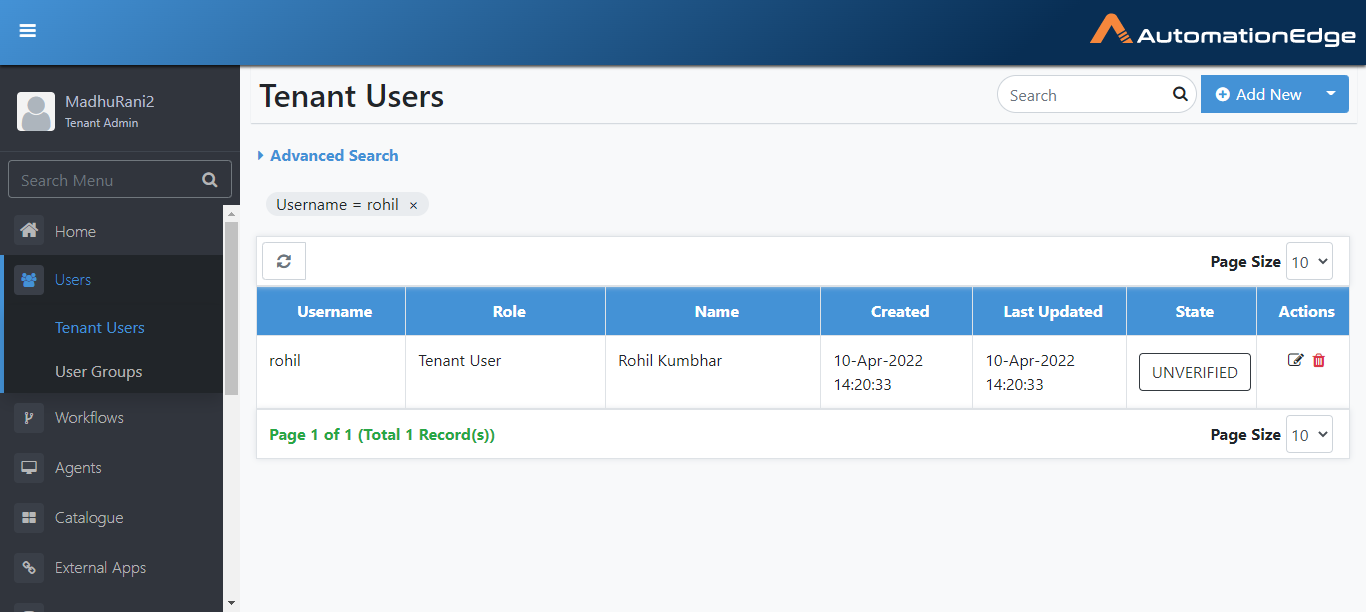 AutomationEdge
MadhuRani2
Tenant Admin
Search Menu
Home
Users
Tenant Users
User Groups
Workflows
Agents
Catalogue
External Apps
Tenant Users
Search
Add New
Advanced Search
Username = rohil ×
Page Size 10
Username Role Name Created Last Updated State Actions
rohil Tenant User Rohil Kumbhar 10-Apr-2022 10-Apr-2022 UNVERIFIED
14:20:33 14:20:33
Page 1 of 1 (Total 1 Record(s)) Page Size 10